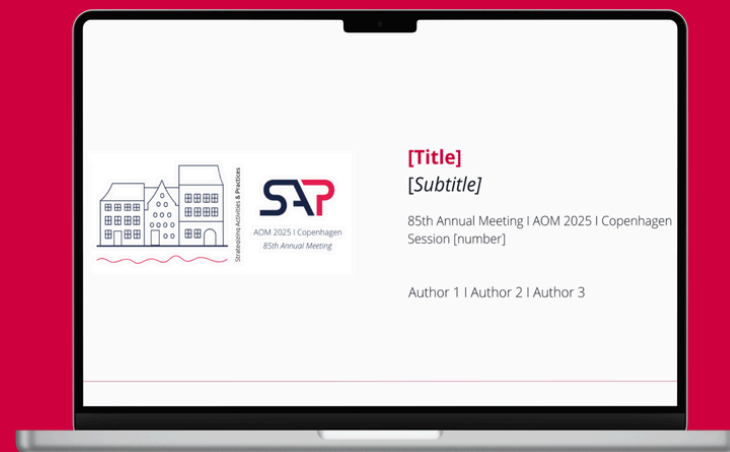 Strategizing Activities & Practices
SAP
AOM 2025 I Copenhagen
85th Annual Meeting
[Title]
[Subtitle]
85th Annual Meeting I AOM 2025 I Copenhagen
Session [number]
Author 1 I Author 2 I Author 3